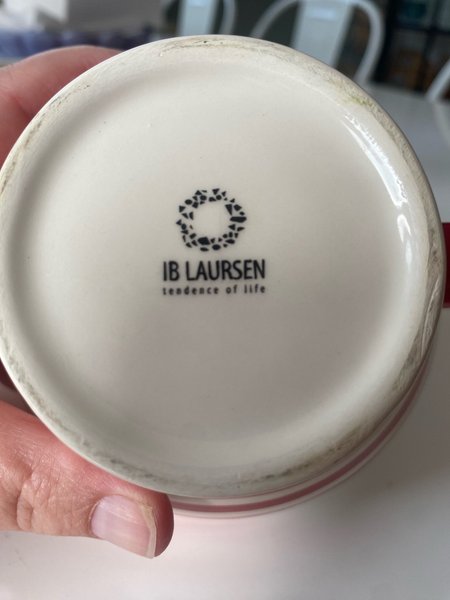 IB LAURSEN
tendence of life